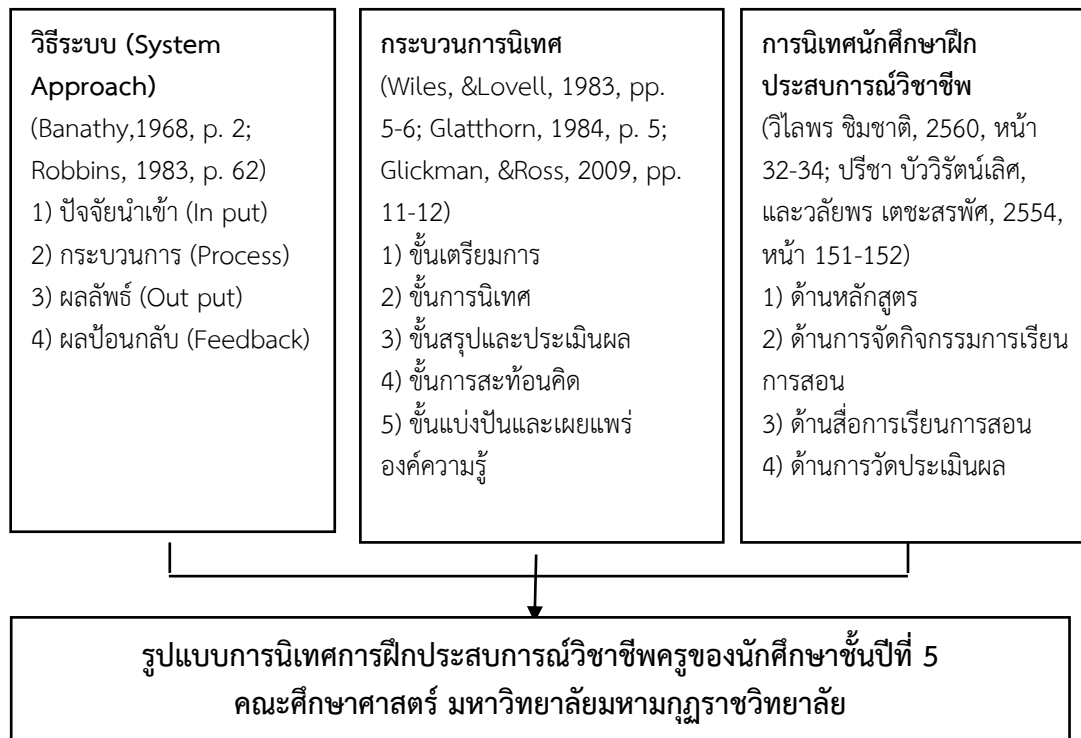 วิธีระบบ (System
Approach)
(Banathy,1968, p. 2;
Robbins, 1983, p. 62)
1) ปัจจัยนำเข้า (In put)
2) กระบวนการ (Process)
3) ผลลัพธ์ (Out put)
4) ผลป้อนกลับ (Feedback)
กระบวนการนิเทศ
(Wiles, &Lovell, 1983, pp.
5-6; Glatthorn, 1984, p. 5;
Glickman, &Ross, 2009, pp.
11-12)
1) ขั้นเตรียมการ
2) ขั้นการนิเทศ
3) ขั้นสรุปและประเมินผล
4) ขั้นการสะท้อนคิด
5) ขั้นแบ่งปันและเผยแพร่
องค์ความรู้
การนิเทศนักศึกษาฝึก
ประสบการณ์วิชาชีพ
(วิไลพร ชิมชาติ, 2560, หน้า
32-34; ปรีชา บัววิรัตน์เลิศ,
และวลัยพร เตชะสรพัศ, 2554,
หน้า 151-152)
1) ด้านหลักสูตร
2) ด้านการจัดกิจกรรมการเรียน
การสอน
3) ด้านสื่อการเรียนการสอน
4) ด้านการวัดประเมินผล
รูปแบบการนิเทศการฝึกประสบการณ์วิชาชีพครูของนักศึกษาชั้นปีที่ 5
คณะศึกษาศาสตร์ มหาวิทยาลัยมหามกุฏราชวิทยาลัย